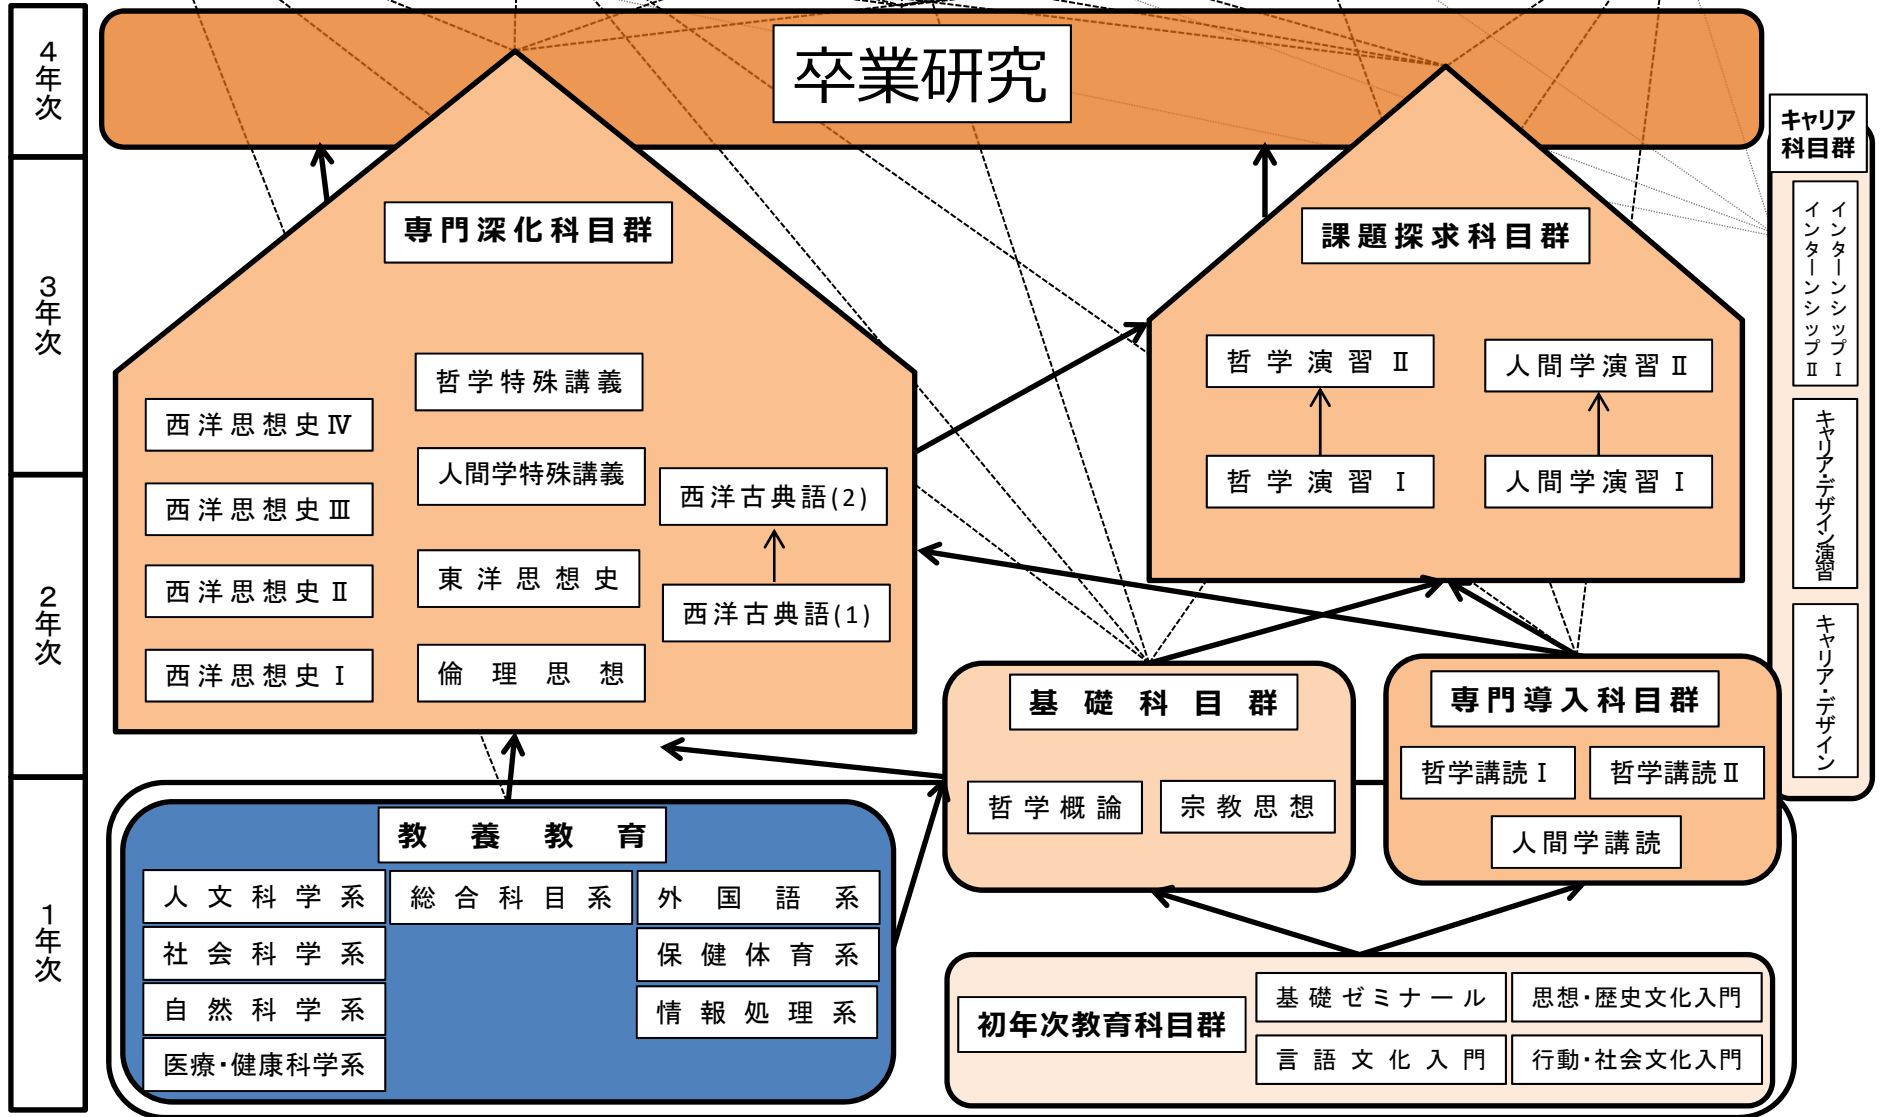 4年次
卒業研究
キャリア
科目群
3年次
専門深化科目群
課題探求科目群
インターンシップⅠ
インターンシップⅡ
哲学特殊講義
哲学演習Ⅱ
人間学演習Ⅱ
西洋思想史Ⅳ
人間学特殊講義
西洋古典語(2)
哲学演習Ⅰ
人間学演習Ⅰ
キャリア・デザイン演習
2年次
西洋思想史Ⅲ
西洋思想史Ⅱ
東洋思想史
西洋古典語(1)
西洋思想史Ⅰ
倫理思想
基礎科目群
専門導入科目群
キャリア・デザイン
哲学講読Ⅰ
哲学講読Ⅱ
哲学概論
宗教思想
人間学講読
1年次
教養教育
人文科学系
総合科目系
外国語系
社会科学系
保健体育系
自然科学系
情報処理系
医療・健康科学系
初年次教育科目群
基礎ゼミナール
思想・歴史文化入門
言語文化入門
行動・社会文化入門